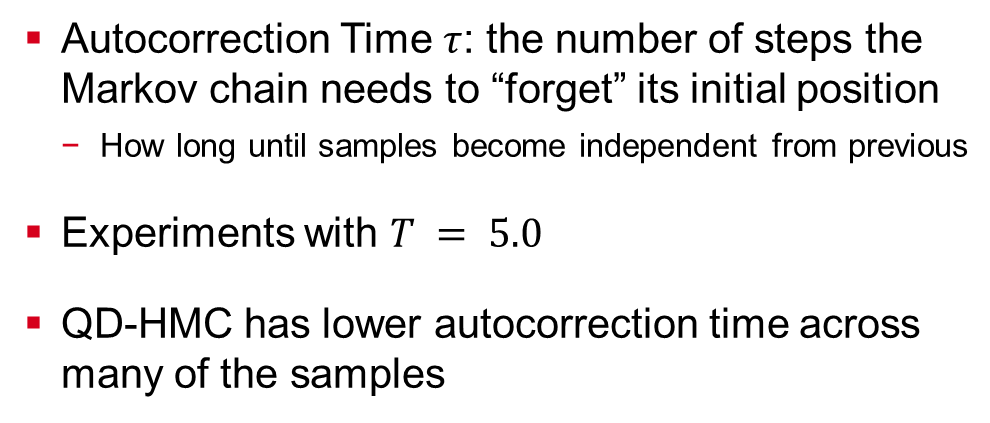 ▪ Autocorrection Time τ: the number of steps the
Markov chain needs to “forget” its initial position
− How long until samples become independent from previous
▪ Experiments with T = 5.0
▪ QD-HMC has lower autocorrection time across
many of the samples